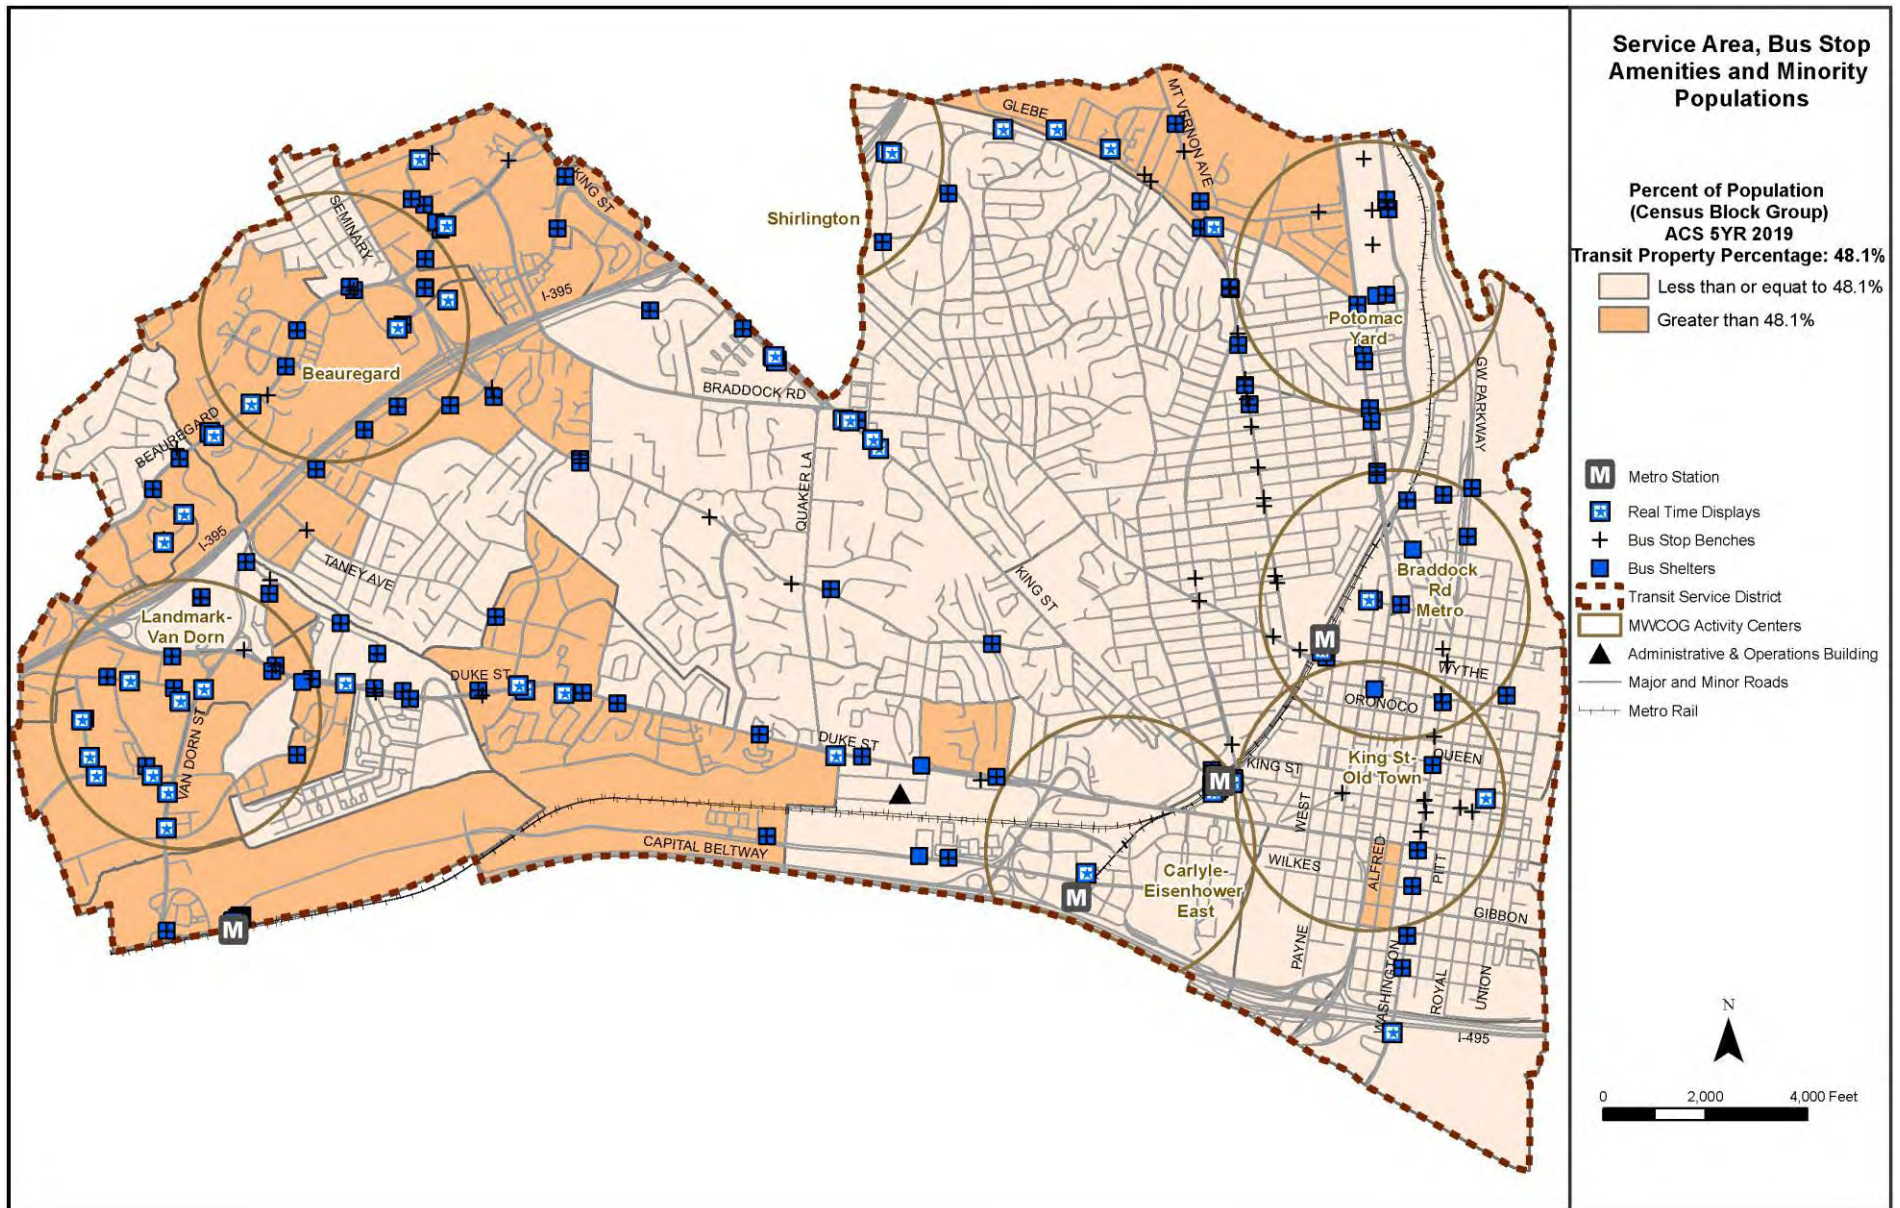 Service Area, Bus Stop
Amenities and Minority
Populations
Percent of Population
(Census Block Group)
ACS 5YR 2019
Transit Property Percentage: 48.1%
Less than or equat to 48.1%
Greater than 48.1%
M Metro Station
Real Time Displays
Bus Stop Benches
Bus Shelters
Transit Service District
MWCOG Activity Centers
Administrative & Operations Building
Major and Minor Roads
Metro Rail
N
0 2,000 4,000 Feet
GLEBE
MT VERNON AVE
KING ST
SEMINARY
Shirlington
I-395
Potomac
Yard
Beauregard
BRADDOCK RD
GW PARKWAY
BEAUREGARD
QUAKER LA
I-395
TANEY AVE
KING ST
Braddock
Rd
Metro
Landmark-
Van Dorn
M
WYTHE
DUKE ST
ORONOCO
VAN DORN ST
DUKE ST
KING ST
King St-
Old Town
QUEEN
M
WEST
CAPITAL BELTWAY
WILKES
ALFRED
PITT
Carlyle-
Eisenhower
East
M
GIBBON
M
PAYNE
WASHINGTON
ROYAL
UNION
I-495